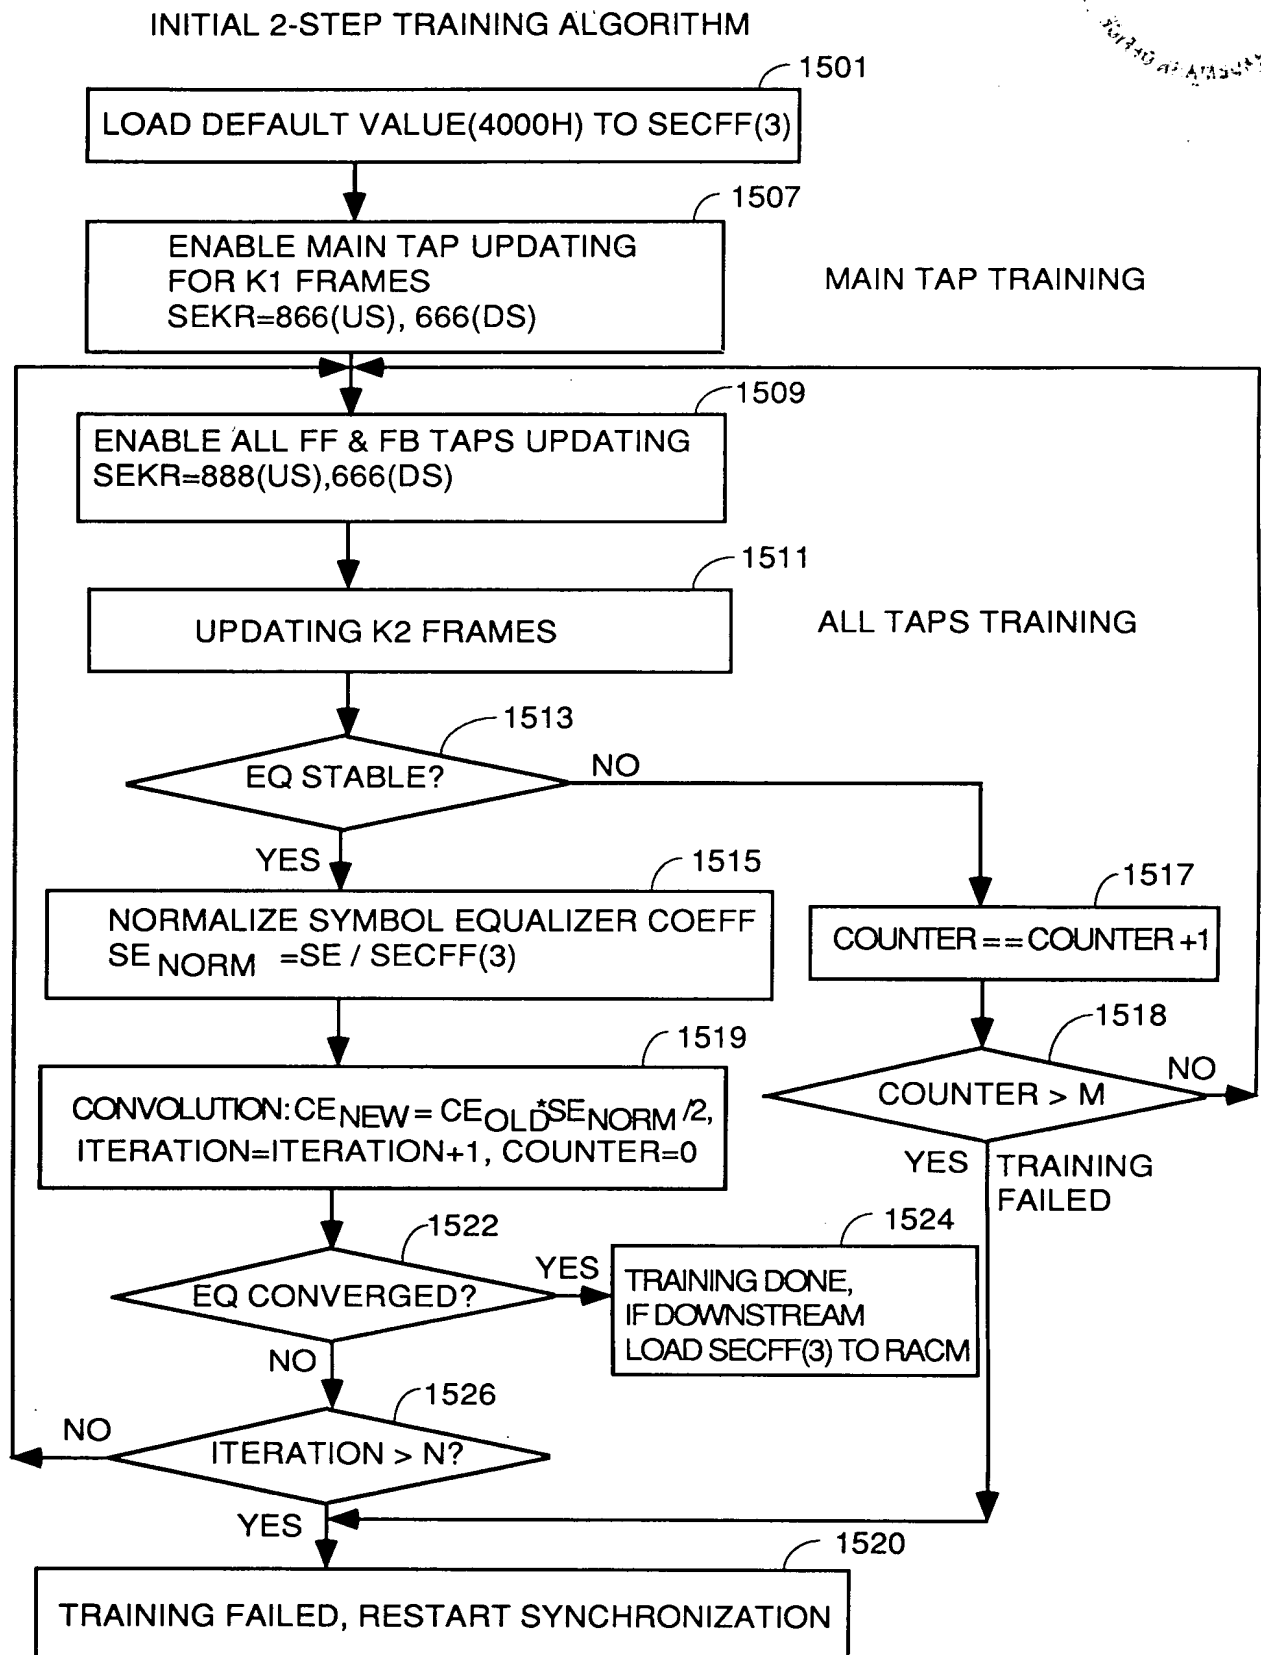 INITIAL 2-STEP TRAINING ALGORITHM
1501
LOAD DEFAULT VALUE(4000H) TO SECFF(3)
1507
ENABLE MAIN TAP UPDATING
FOR K1 FRAMES
SEKR=866(US), 666(DS)
MAIN TAP TRAINING
1509
ENABLE ALL FF & FB TAPS UPDATING
SEKR=888(US),666(DS)
1511
UPDATING K2 FRAMES
ALL TAPS TRAINING
1513
EQ STABLE?
NO
YES
1515
NORMALIZE SYMBOL EQUALIZER COEFF
SE NORM =SE / SECFF(3)
1517
COUNTER==COUNTER+1
1518
COUNTER > M
NO
YES
TRAINING
FAILED
1519
CONVOLUTION:CE NEW = CE OLD*SE NORM /2,
ITERATION=ITERATION+1, COUNTER=0
1522
EQ CONVERGED?
YES
NO
1524
TRAINING DONE,
IF DOWNSTREAM
LOAD SECFF(3) TO RACM
1526
ITERATION > N?
NO
YES
1520
TRAINING FAILED, RESTART SYNCHRONIZATION